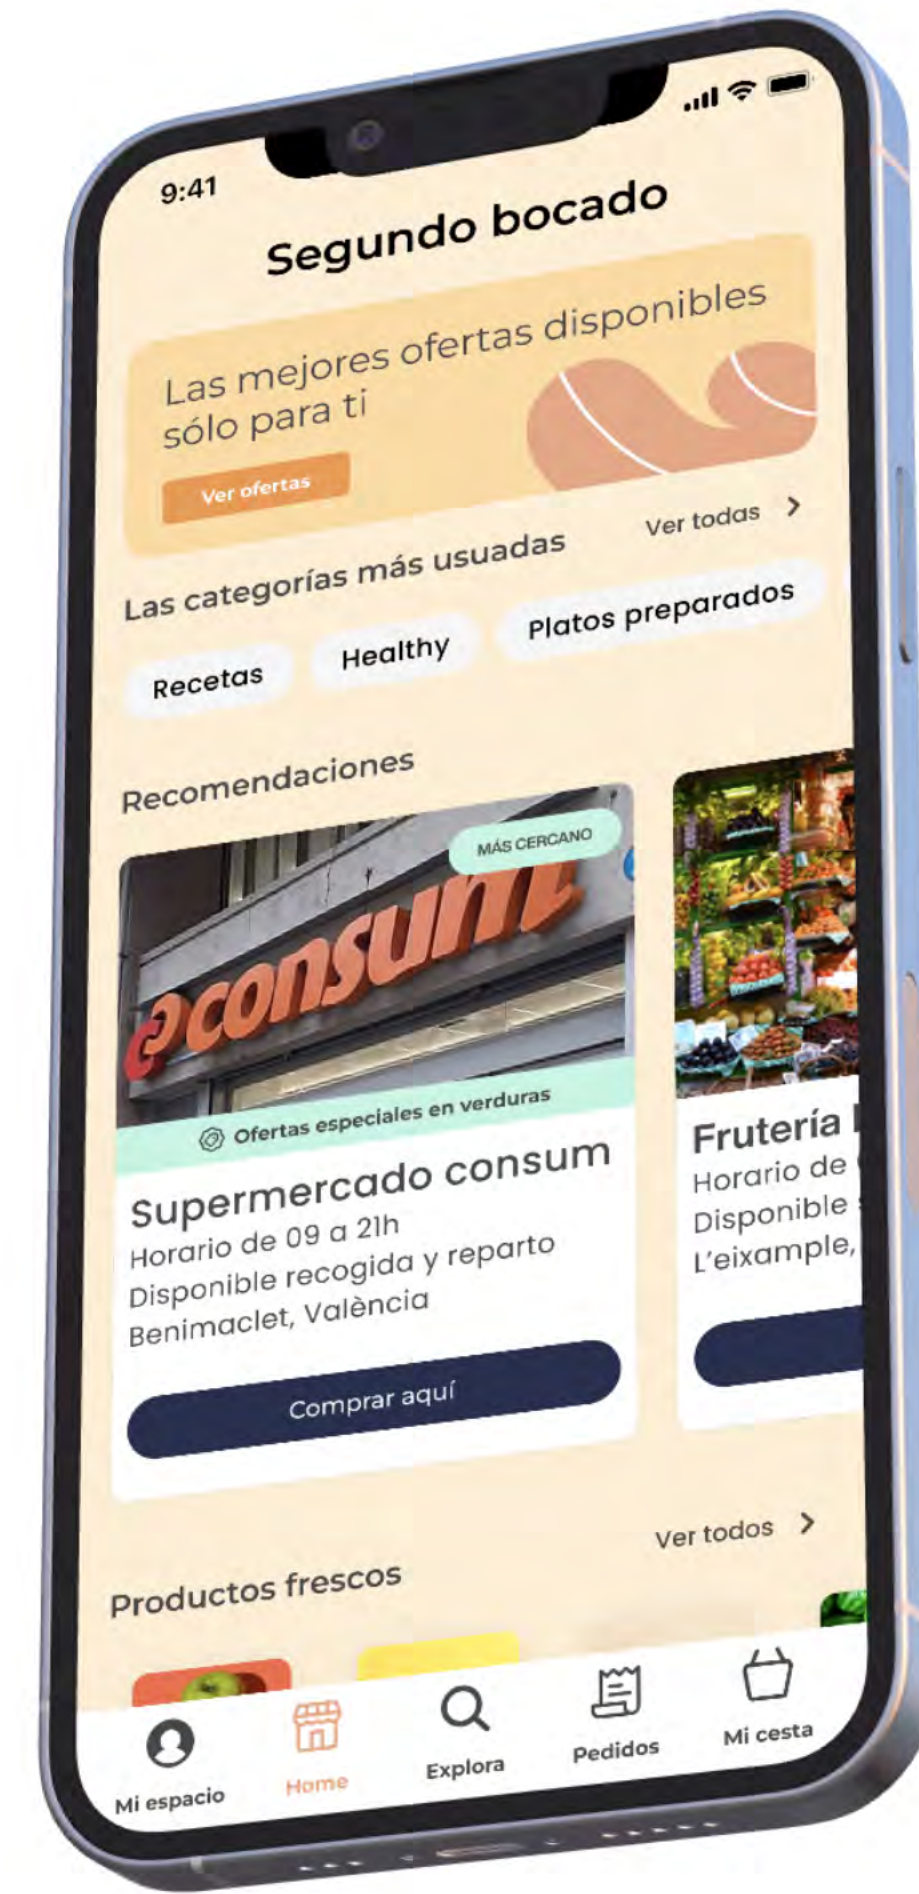 9:41
Segundo bocado
Las mejores ofertas disponibles
sólo para ti
Ver ofertas
Las categorías más usuadas
Ver todas
Recetas
Healthy
Platos preparados
Recomendaciones
MÁS CERCANO
consum
Ofertas especiales en verduras
Supermercado consum
Horario de 09 a 21h
Disponible recogida y reparto
Benimaclet, València
Comprar aquí
Frutería
Horario de
Disponible
L'eixample,
Productos frescos
Ver todos
Mi espacio
Home
Explora
Pedidos
Mi cesta